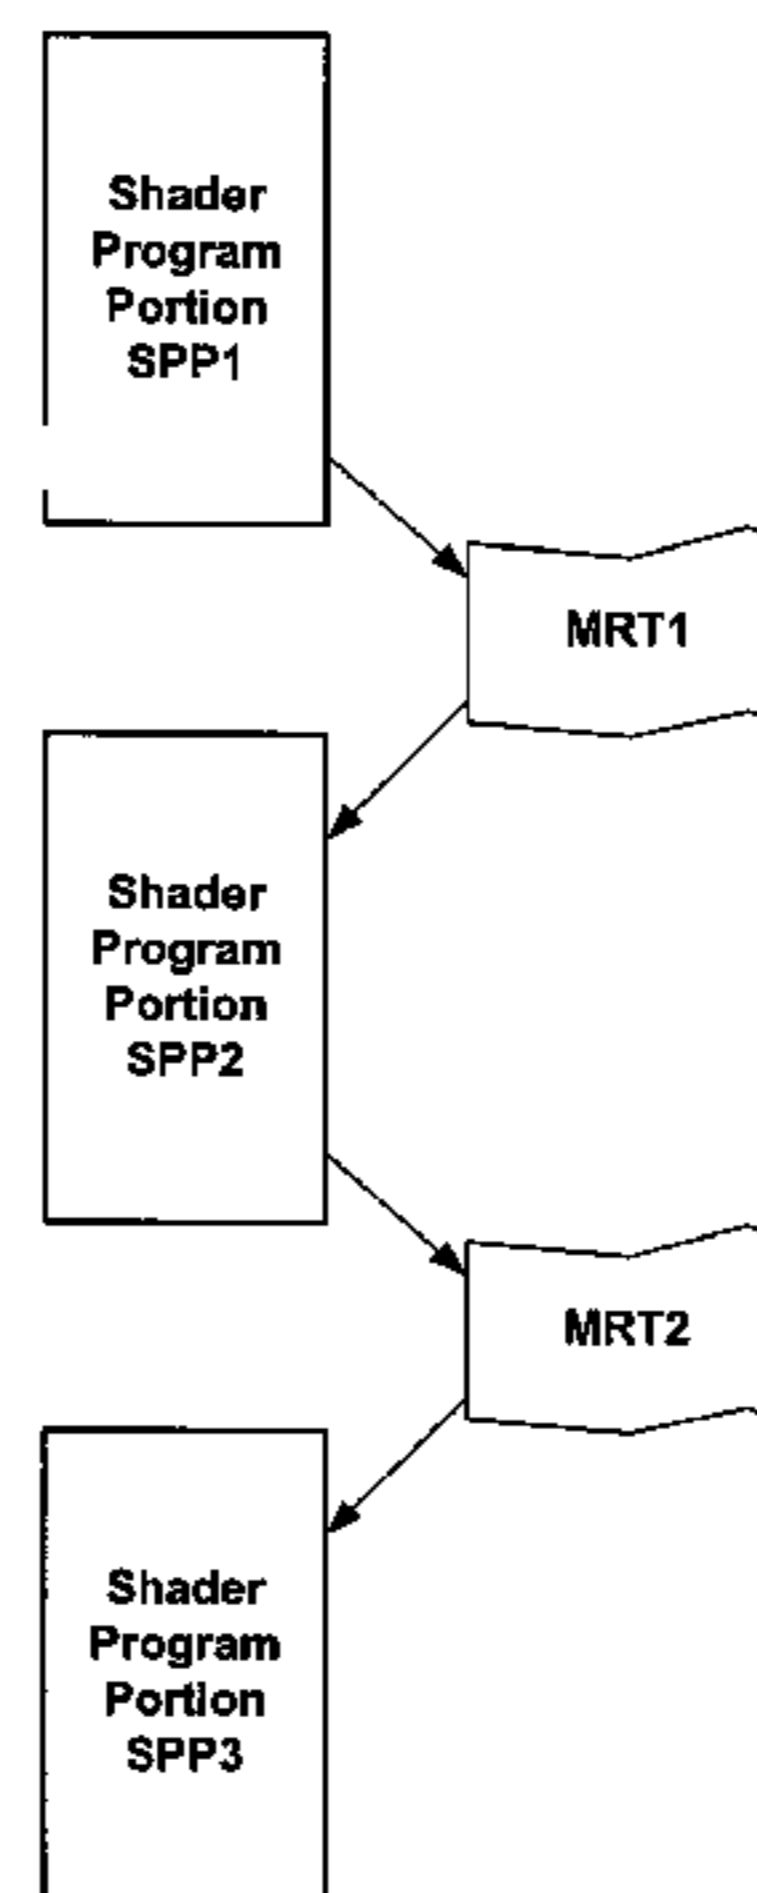 Shader
Program
Portion
SPP1
MRT1
Shader
Program
Portion
SPP2
MRT2
Shader
Program
Portion
SPP3